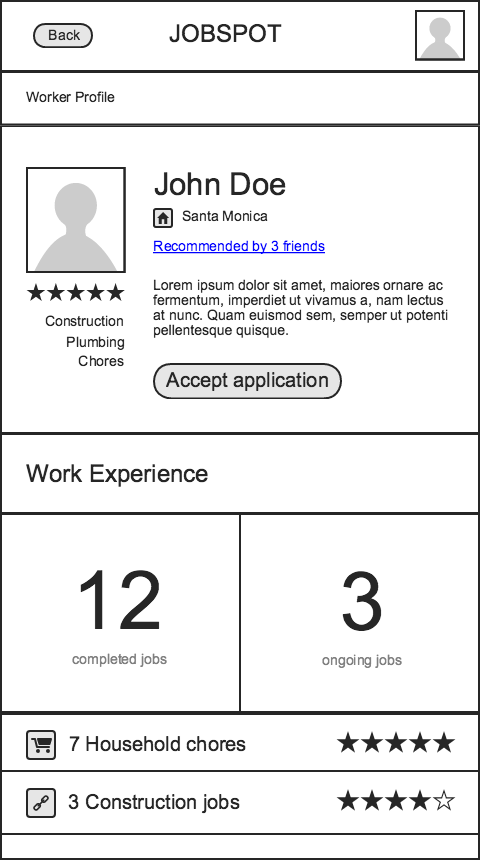 Back
JOBSPOT
Worker Profile
John Doe
Santa Monica
Recommended by 3 friends
Construction
Plumbing
Chores
Lorem ipsum dolor sit amet, maiores ornare ac
fermentum, imperdiet ut vivamus a, nam lectus
at nunc. Quam euismod sem, semper ut potenti
pellentesque quisque.
Accept application
Work Experience
12
completed jobs
3
ongoing jobs
7 Household chores
3 Construction jobs